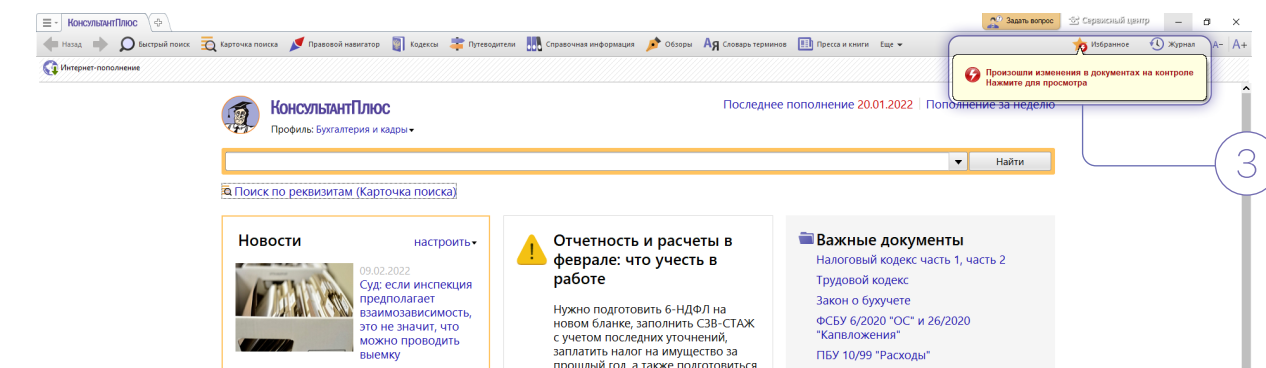 КонсультантПлюс
Задать вопрос
Сервисный центр
Назад
Быстрый поиск
Карточка поиска
Правовой навигатор
Кодексы
Путеводители
Справочная информация
Обзоры
Словарь терминов
Пресса и книги
Еще
Избранное
Журнал
А-
А+
Интернет-пополнение
Произошли изменения в документах на контроле
Нажмите для просмотра
КонсультантПлюс
Профиль: Бухгалтерия и кадры
Последнее пополнение 20.01.2022
Пополнение за неделю
3
Найти
Поиск по реквизитам (Карточка поиска)
Новости
настроить
09.02.2022
Суд: если инспекция
предполагает
взаимозависимость,
это не значит, что
можно проводить
выемку
Отчетность и расчеты в
феврале: что учесть в
работе
Нужно подготовить 6-НДФЛ на
новом бланке, заполнить СЗВ-СТАЖ
с учетом последних уточнений,
заплатить налог на имущество за
прошлый год, а также подготовиться
Важные документы
Налоговый кодекс часть 1, часть 2
Трудовой кодекс
Закон о бухучете
ФСБУ 6/2020 "ОС" и 26/2020
"Капвложения"
ПБУ 10/99 "Расходы"